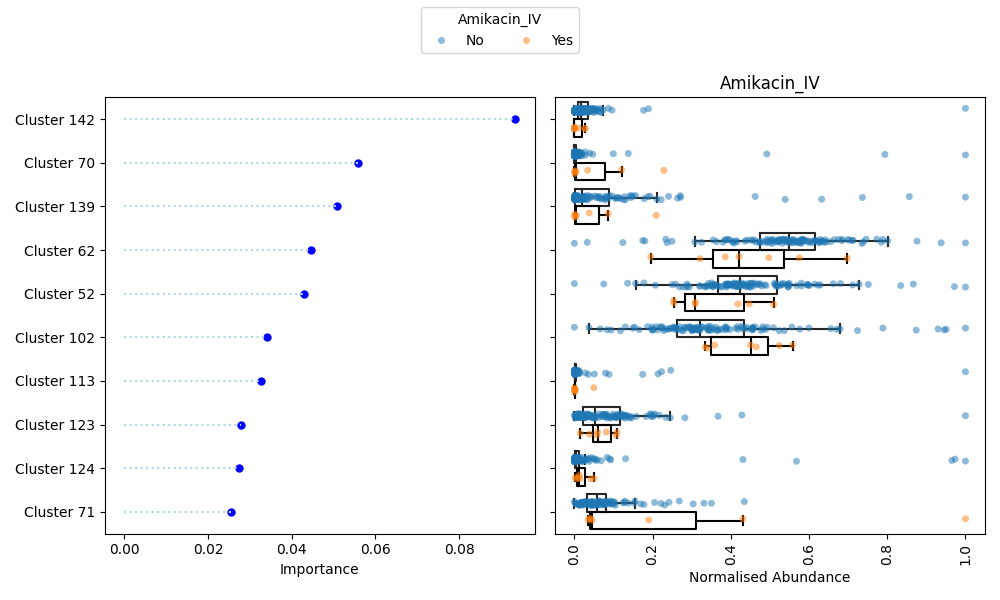 Amikacin_IV
No Yes
Amikacin_IV
Cluster 142
Cluster 70
Cluster 139
Cluster 62
Cluster 52
Cluster 102
Cluster 113
Cluster 123
Cluster 124
Cluster 71
0.00 0.02 0.04 0.06 0.08
Importance
0.0 0.2 0.4 0.6 0.8 1.0
Normalised Abundance